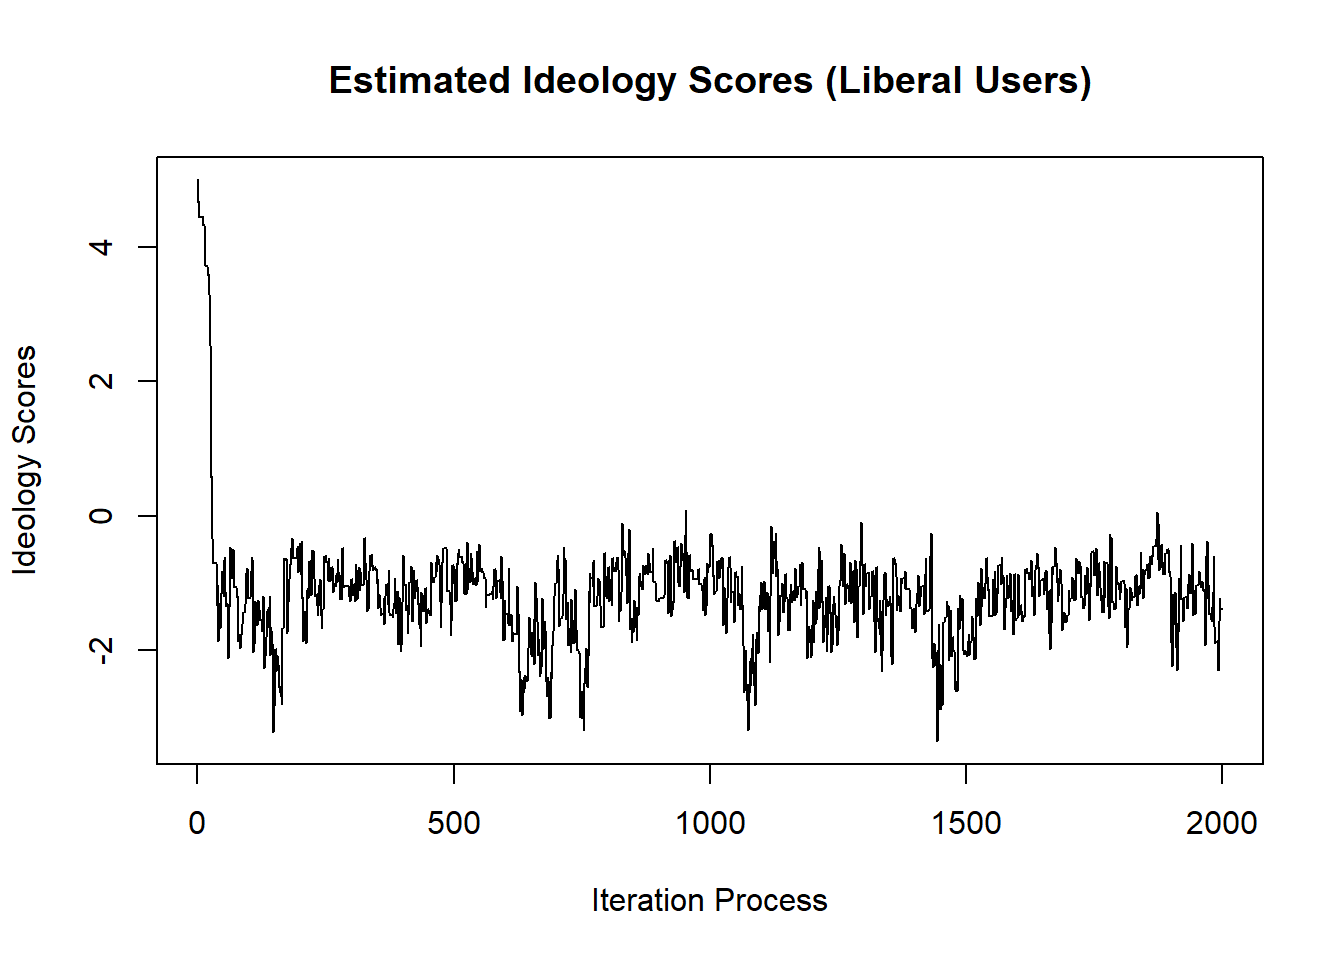 Estimated Ideology Scores (Liberal Users)
4
2
0
-2
Ideology Scores
0 500 1000 1500 2000
Iteration Process